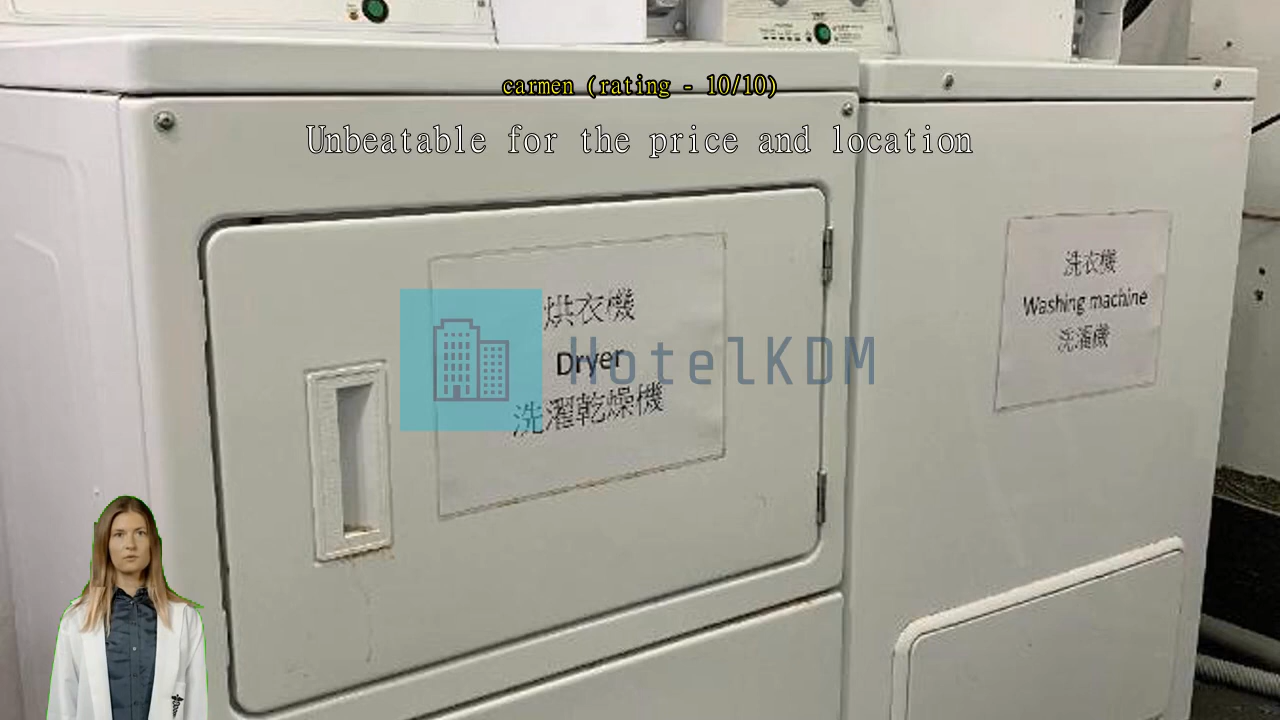 carmen (rating - 10/10)
Unbeatable for the price and location
烘衣機
Dryer
洗濯乾燥機
洗衣機
Washing machine
洗濯機
HotelKDM